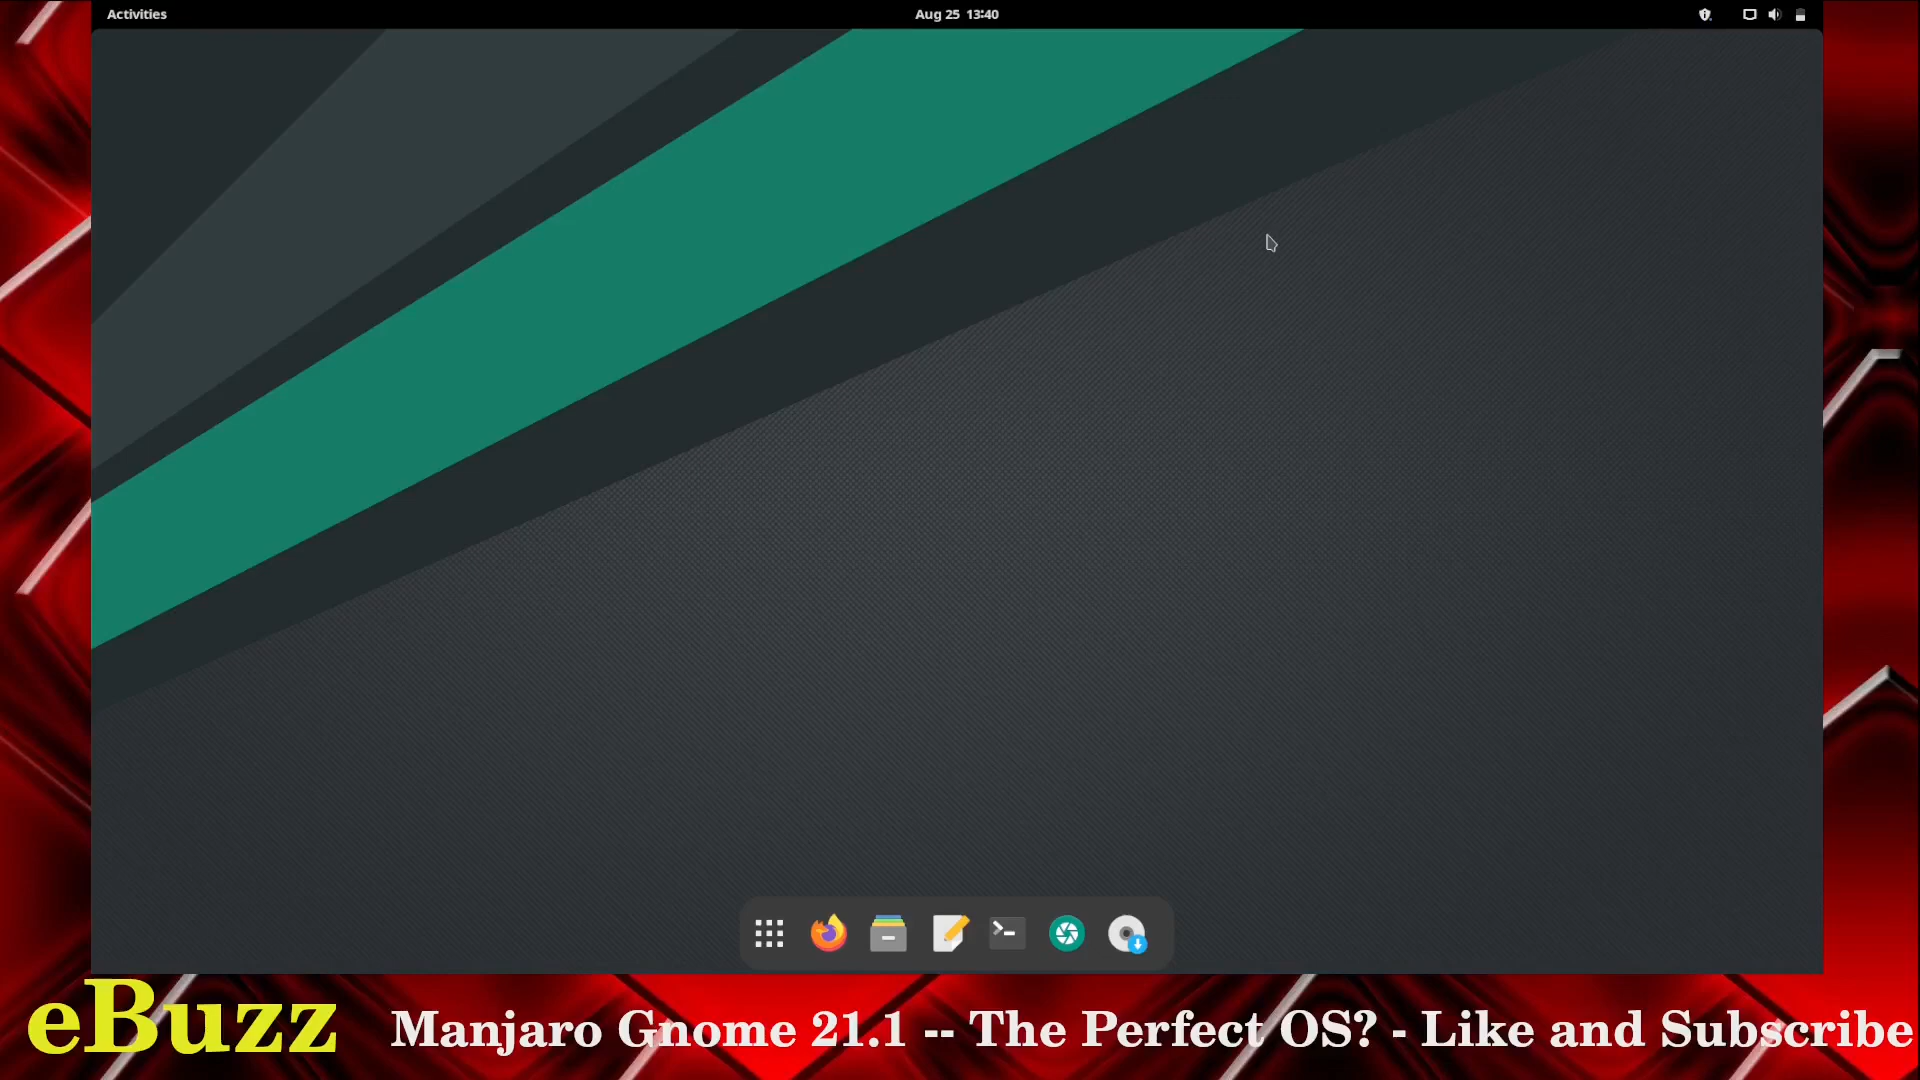 Activities
Aug 25 13:40
eBuzz
Manjaro Gnome 21.1 -- The Perfect OS? - Like and Subscribe